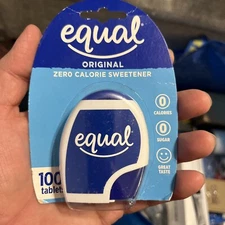 equal
ORIGINAL
ZERO CALORIE SWEETENER
0
CALORIES
0
SUGAR
GREAT
TASTE
equal
100
tablets